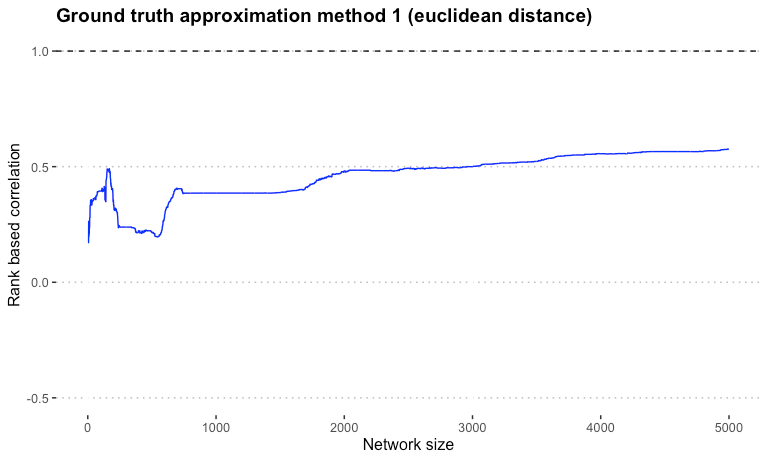 Ground truth approximation method 1 (euclidean distance)
Rank based correlation
1.0
0.5
0.0
-0.5
0 1000 2000 3000 4000 5000
Network size